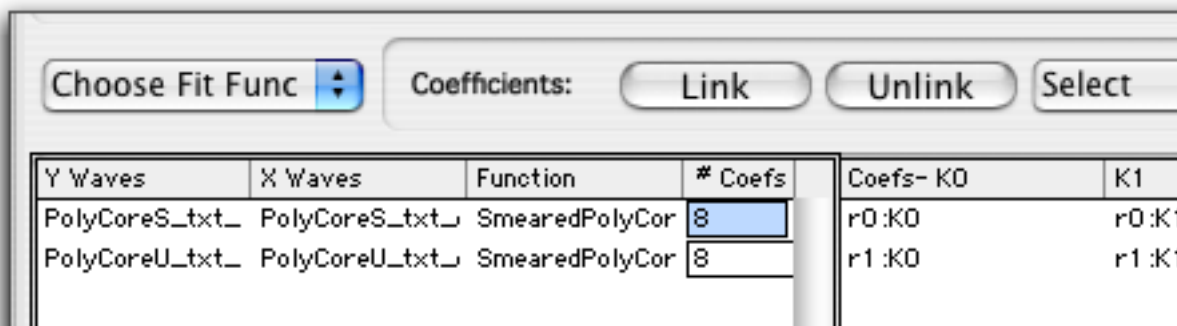 Choose Fit Func Coefficients: Link Unlink Select
Y Waves X Waves Function # Coefs Coefs- K0 K1
PolyCoreS_txt_ PolyCoreS_txt_ SmearedPolyCor 8 r0:K0 r0:K1
PolyCoreU_txt_ PolyCoreU_txt_ SmearedPolyCor 8 r1:K0 r1:K1